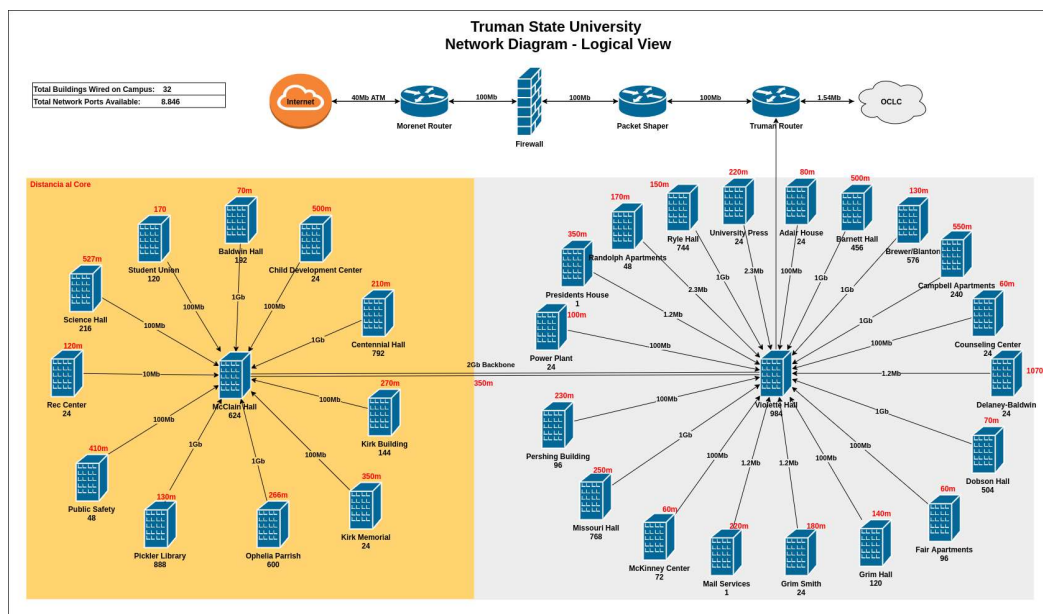 Truman State University
Network Diagram - Logical View
Total Buildings Wired on Campus: 32
Total Network Ports Available: 8.846
Internet
40Mb ATM
Morenet Router
100Mb
Firewall
100Mb
Packet Shaper
100Mb
Truman Router
1.54Mb
OCLC
Distancia al Core
70m
Baldwin Hall
192
1Gb
170
Student Union
120
100Mb
500m
Child Development Center
24
100Mb
527m
Science Hall
216
100Mb
210m
Centennial Hall
792
1Gb
120m
Rec Center
24
10Mb
McClain Hall
624
270m
Kirk Building
144
100Mb
410m
Public Safety
48
100Mb
130m
Pickler Library
888
1Gb
266m
Ophelia Parrish
600
1Gb
350m
Kirk Memorial
24
100Mb
2Gb Backbone
350m
Violette Hall
984
350m
Presidents House
1
1.2Mb
170m
Randolph Apartments
48
2.3Mb
150m
Ryle Hall
744
1Gb
220m
University Press
24
2.3Mb
80m
Adair House
24
100Mb
500m
Barnett Hall
456
1Gb
130m
Brewer/Blanton
576
1Gb
550m
Campbell Apartments
240
1Gb
60m
Counseling Center
24
100Mb
1070
Delaney-Baldwin
24
1.2Mb
70m
Dobson Hall
504
1Gb
60m
Fair Apartments
96
100Mb
140m
Grim Hall
120
100Mb
180m
Grim Smith
24
1.2Mb
220m
Mail Services
1
1.2Mb
60m
McKinney Center
72
100Mb
250m
Missouri Hall
768
1Gb
230m
Pershing Building
96
100Mb
100m
Power Plant
24
100Mb